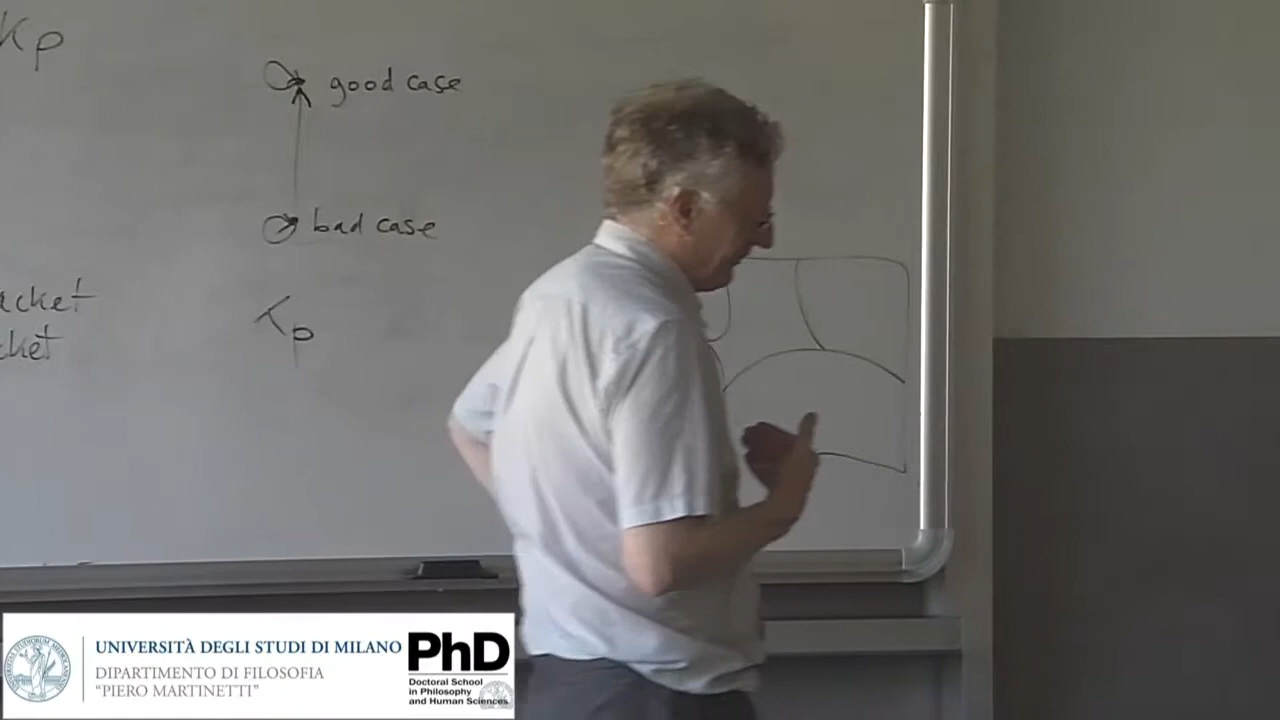 Kp
good case
bad case
acket
cket
p
UNIVERSITÀ DEGLI STUDI DI MILANO
DIPARTIMENTO DI FILOSOFIA
"PIERO MARTINETTI"
PhD
Doctoral School
in Philosophy
and Human Sciences